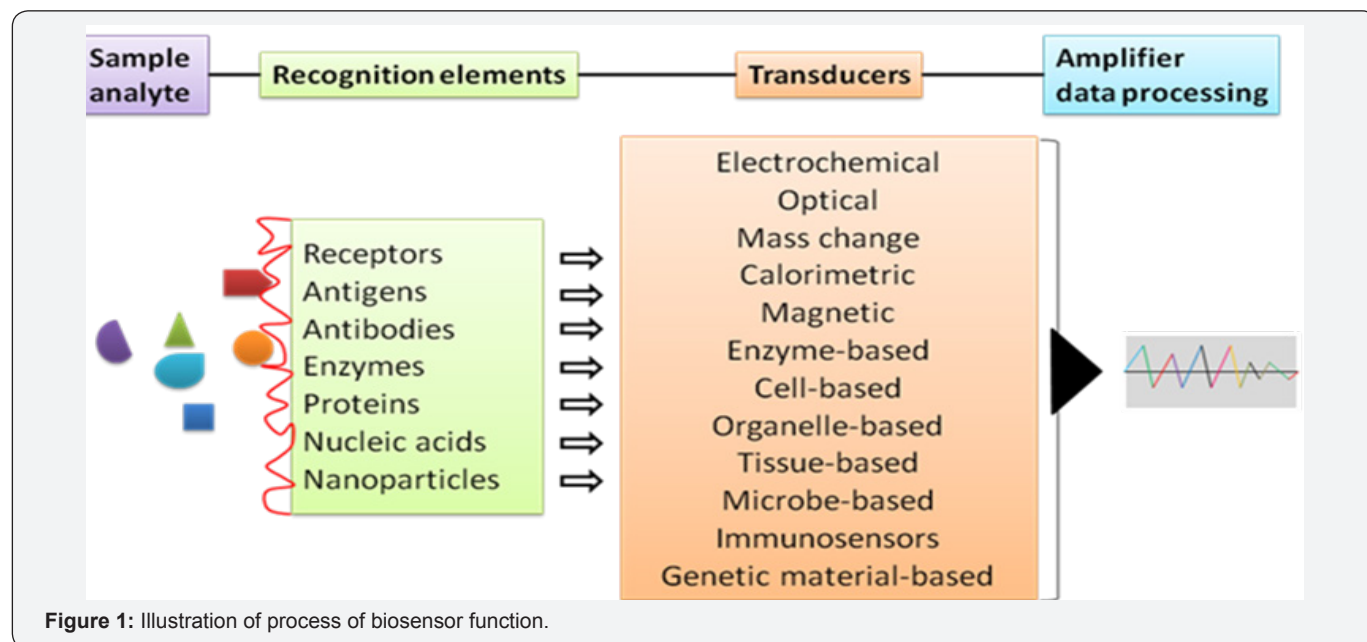 Sample
analyte
Recognition elements
Transducers
Amplifier
data processing
Receptors
Antigens
Antibodies
Enzymes
Proteins
Nucleic acids
Nanoparticles
Electrochemical
Optical
Mass change
Calorimetric
Magnetic
Enzyme-based
Cell-based
Organelle-based
Tissue-based
Microbe-based
Immunosensors
Genetic material-based
Figure 1: Illustration of process of biosensor function.